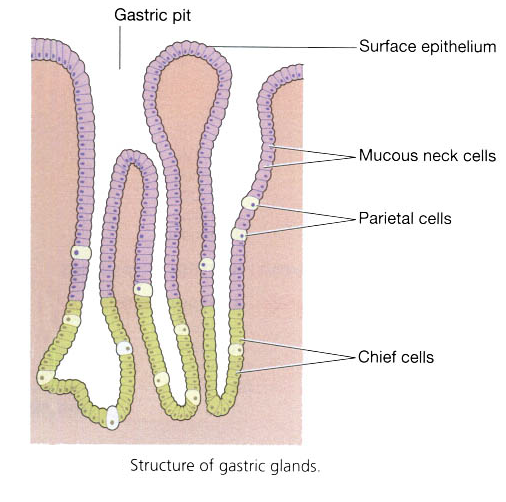 Gastric pit
Surface epithelium
Mucous neck cells
Parietal cells
Chief cells
Structure of gastric glands.